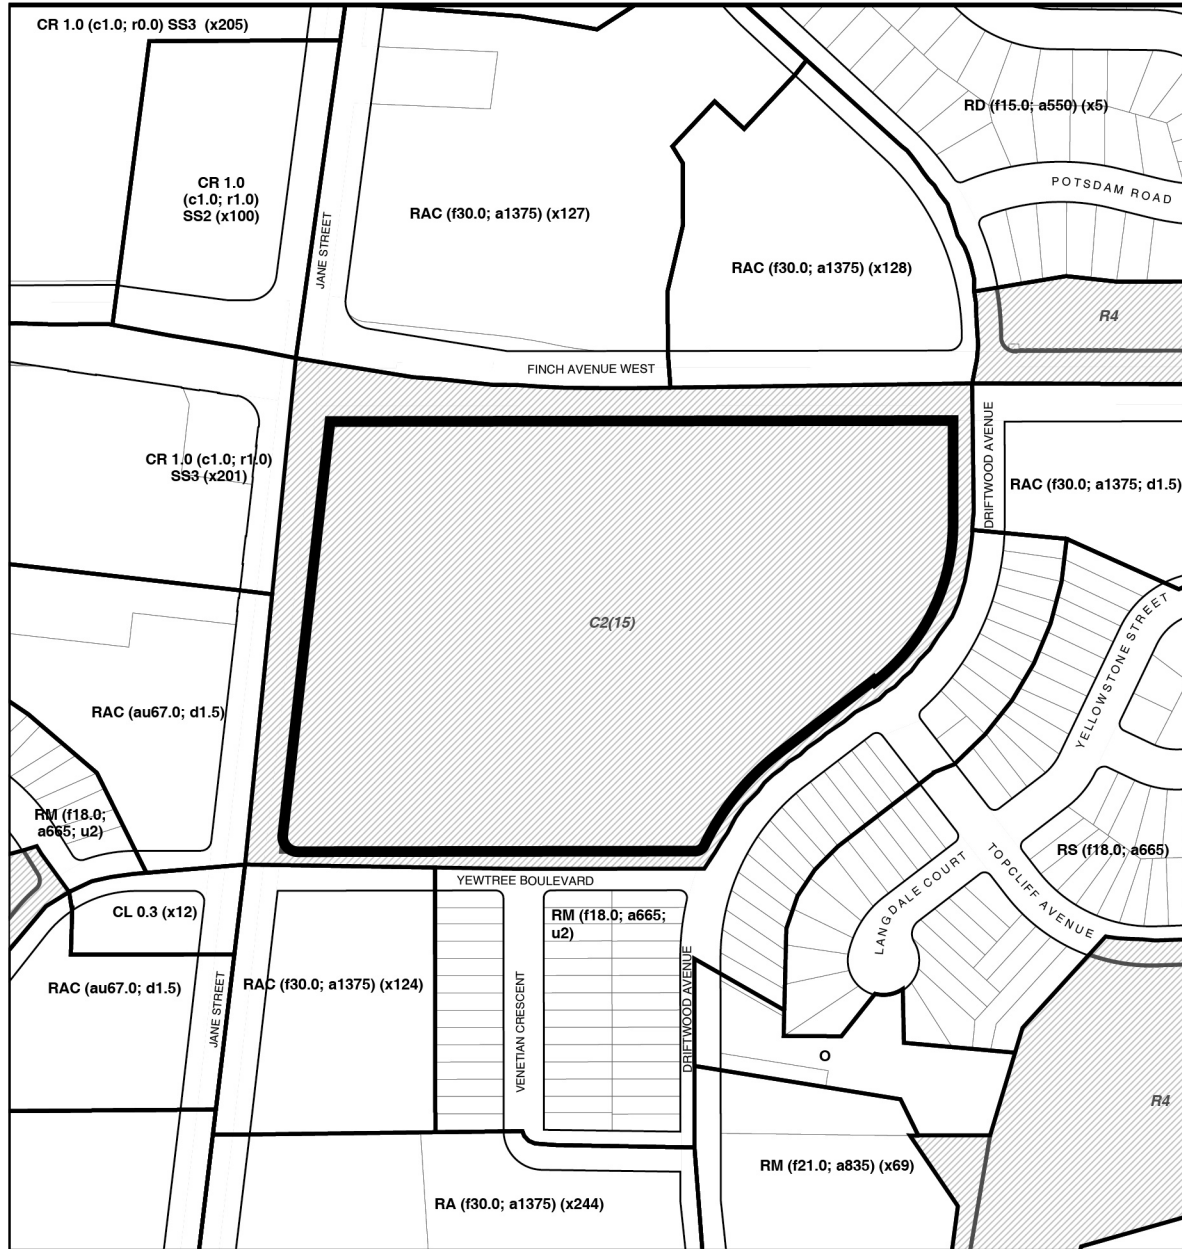 CR 1.0 (c1.0; r0.0) SS3 (x205)
RD (f15.0; a550) (x5)
POTSDAM ROAD
CR 1.0
(c1.0; r1.0)
SS2 (x100)
JANE STREET
RAC (f30.0; a1375) (x127)
RAC (f30.0; a1375) (x128)
R4
FINCH AVENUE WEST
CR 1.0 (c1.0; r1.0)
SS3 (x201)
DRIFTWOOD AVENUE
RAC (f30.0; a1375; d1.5)
C2(15)
YELLOWSTONE STREET
RAC (au67.0; d1.5)
RM (f18.0;
a665; u2)
RS (f18.0; a665)
TOPCLIFF AVENUE
LANGDALE COURT
YEWTREE BOULEVARD
CL 0.3 (x12)
RM (f18.0; a665;
u2)
RAC (au67.0; d1.5)
JANE STREET
RAC (f30.0; a1375) (x124)
VENETIAN CRESCENT
DRIFTWOOD AVENUE
O
R4
RM (f21.0; a835) (x69)
RA (f30.0; a1375) (x244)